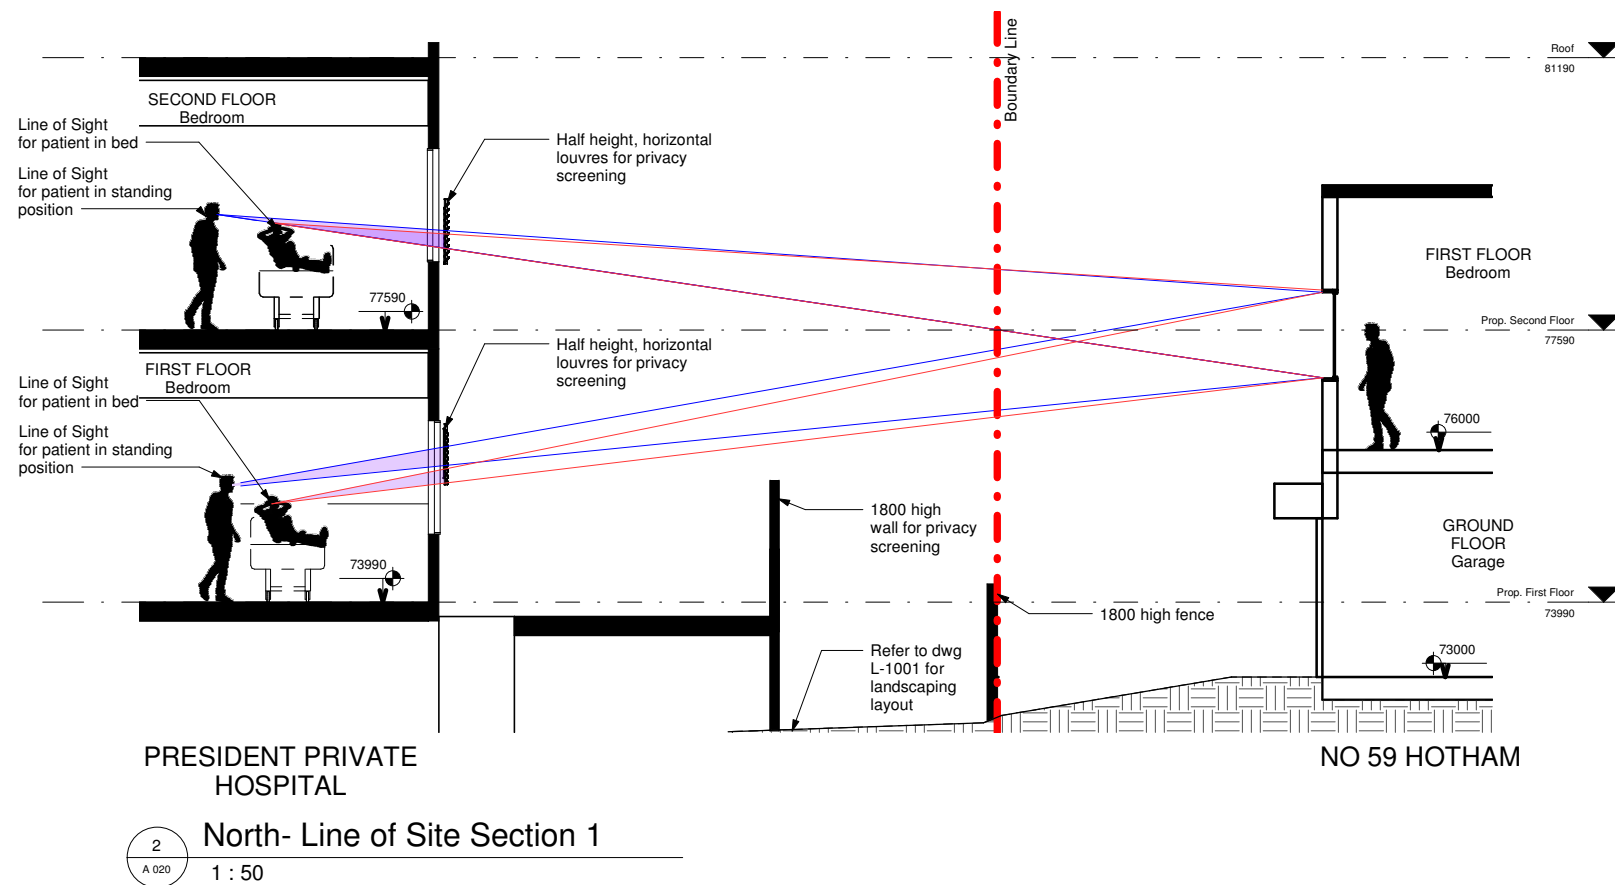 Boundary Line
Roof
81190
SECOND FLOOR
Bedroom
Line of Sight
for patient in bed
Line of Sight
for patient in standing
position
Half height, horizontal
louvres for privacy
screening
77590
FIRST FLOOR
Bedroom
Prop. Second Floor
77590
Half height, horizontal
louvres for privacy
screening
FIRST FLOOR
Bedroom
Line of Sight
for patient in bed
Line of Sight
for patient in standing
position
76000
1800 high
wall for privacy
screening
GROUND
FLOOR
Garage
73990
Prop. First Floor
73990
1800 high fence
Refer to dwg
L-1001 for
landscaping
layout
73000
PRESIDENT PRIVATE
HOSPITAL
NO 59 HOTHAM
2
A 020
North- Line of Site Section 1
1 : 50